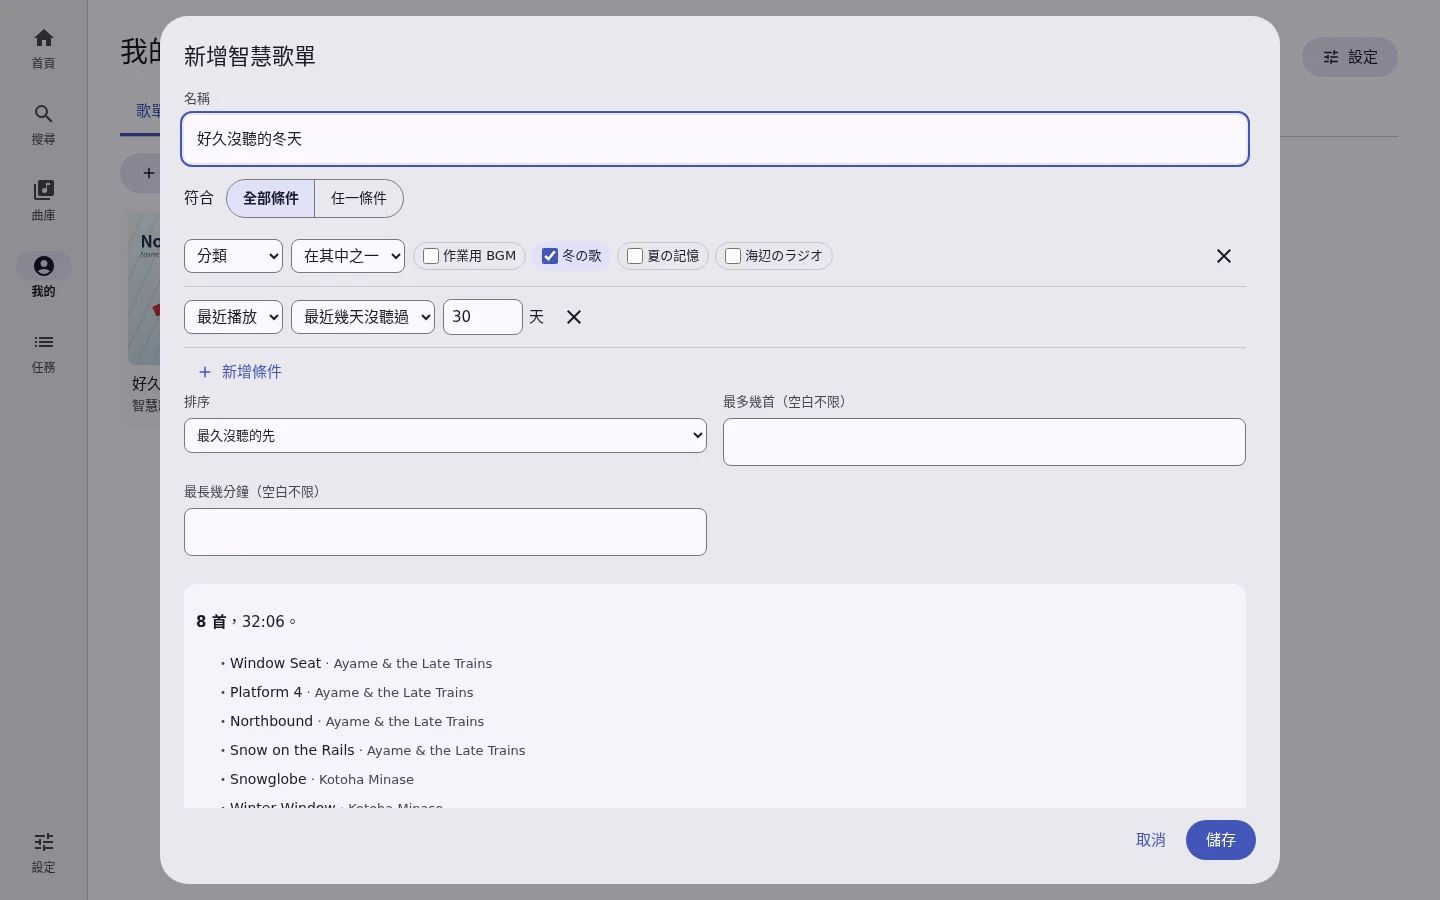 首頁
搜尋
曲庫
我的
任務
設定
我的
設定
歌單
No
Ayame
好久
智慧
新增智慧歌單
名稱
好久沒聽的冬天
符合 全部條件 任一條件
分類 在其中之一 作業用 BGM 冬の歌 夏の記憶 海辺のラジオ
最近播放 最近幾天沒聽過 30 天
新增條件
排序 最多幾首（空白不限）
最久沒聽的先
最長幾分鐘（空白不限）
8 首，32:06。
• Window Seat · Ayame & the Late Trains
• Platform 4 · Ayame & the Late Trains
• Northbound · Ayame & the Late Trains
• Snow on the Rails · Ayame & the Late Trains
• Snowglobe · Kotoha Minase
• Winter Window · Kotoha Minase
取消 儲存